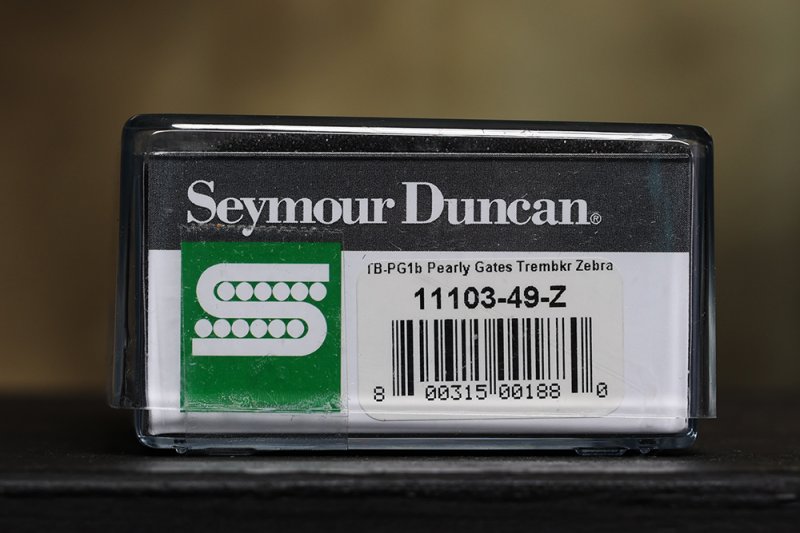 Seymour Duncan®
TB-PG1b Pearly Gates Trembkr Zebra
11103-49-Z
8 00315 00188 0